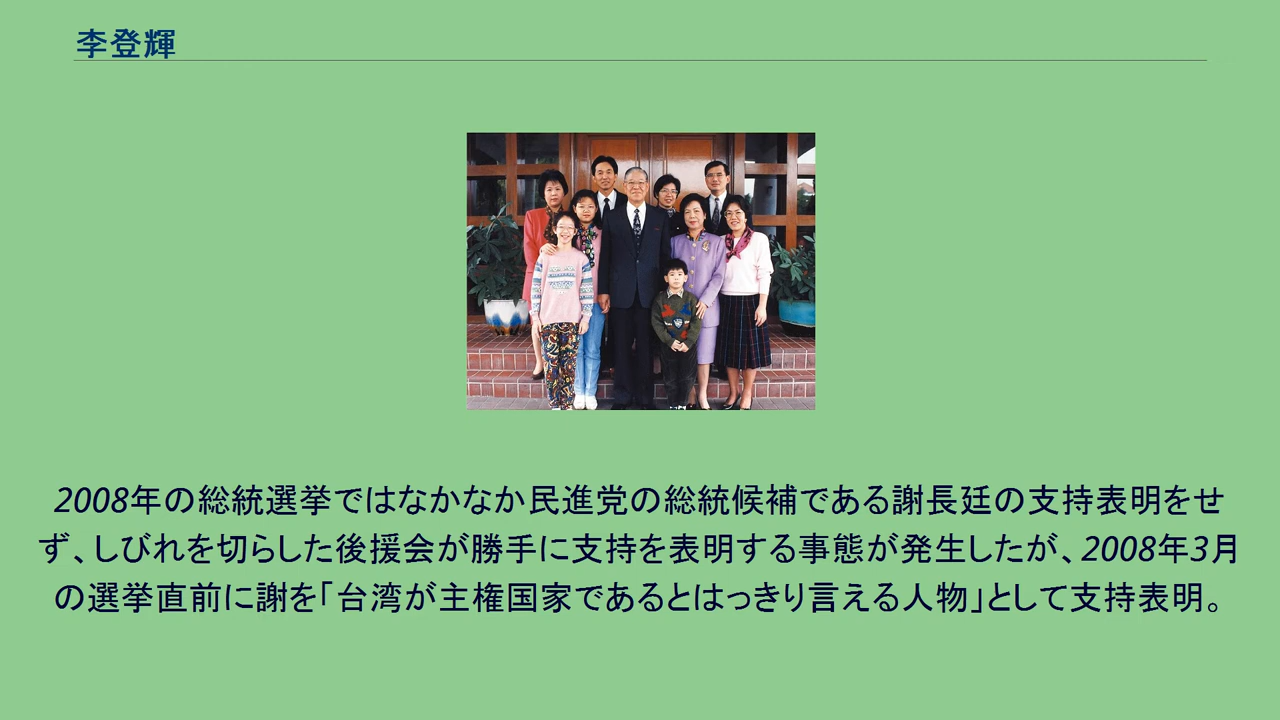 李登輝
2008年の総統選挙ではなかなか民進党の総統候補である謝長廷の支持表明をせ
ず、しびれを切らした後援会が勝手に支持を表明する事態が発生したが、2008年3月
の選挙直前に謝を「台湾が主権国家であるとはっきり言える人物」として支持表明。